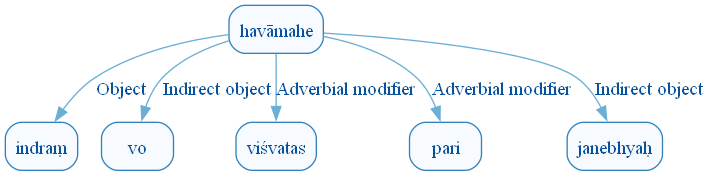 havāmahe
Object Indirect object Adverbial modifier Adverbial modifier Indirect object
indraṃ vo viśvatas pari janebhyaḥ